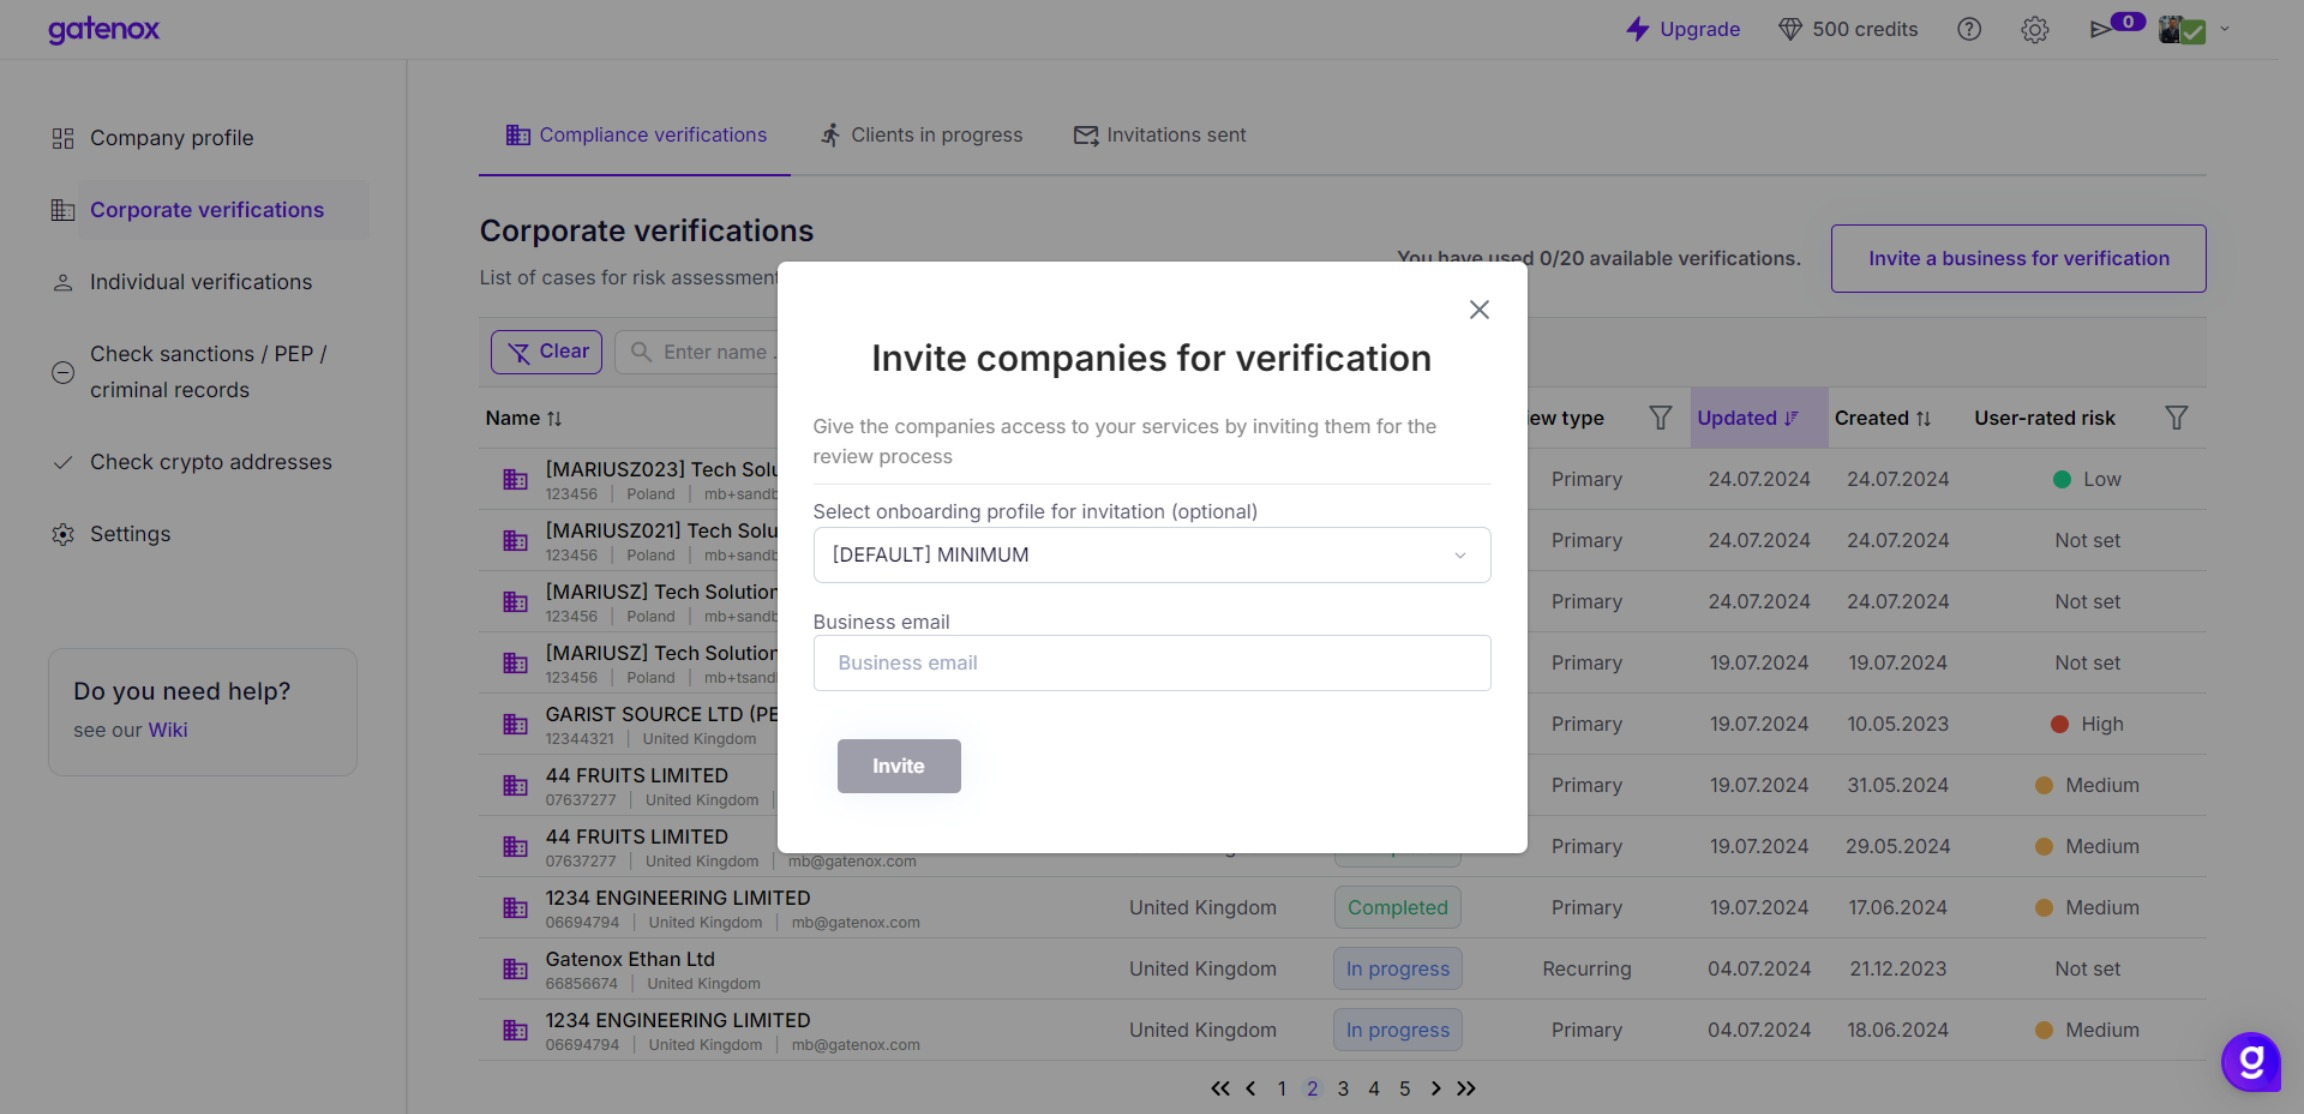 gatenox
Upgrade
500 credits
0
Company profile
Corporate verifications
Individual verifications
Check sanctions / PEP /
criminal records
Check crypto addresses
Settings
Do you need help?
see our Wiki
Compliance verifications
Clients in progress
Invitations sent
Corporate verifications
List of cases for risk assessment
You have used 0/20 available verifications.
Invite a business for verification
Clear
Enter name
Name
ew type
Updated
Created
User-rated risk
[MARIUSZ023] Tech Solu
123456 | Poland | mb+sandb
Primary 24.07.2024 24.07.2024 Low
[MARIUSZ021] Tech Solu
123456 | Poland | mb+sandb
Primary 24.07.2024 24.07.2024 Not set
[MARIUSZ] Tech Solution
123456 | Poland | mb+sandb
Primary 24.07.2024 24.07.2024 Not set
[MARIUSZ] Tech Solution
123456 | Poland | mb+tsand
Primary 19.07.2024 19.07.2024 Not set
GARIST SOURCE LTD (PE
12344321 | United Kingdom
Primary 19.07.2024 10.05.2023 High
44 FRUITS LIMITED
07637277 | United Kingdom |
Primary 19.07.2024 31.05.2024 Medium
44 FRUITS LIMITED
07637277 | United Kingdom | mb@gatenox.com
Primary 19.07.2024 29.05.2024 Medium
1234 ENGINEERING LIMITED
06694794 | United Kingdom | mb@gatenox.com
United Kingdom Completed Primary 19.07.2024 17.06.2024 Medium
Gatenox Ethan Ltd
66856674 | United Kingdom
United Kingdom In progress Recurring 04.07.2024 21.12.2023 Not set
1234 ENGINEERING LIMITED
06694794 | United Kingdom | mb@gatenox.com
United Kingdom In progress Primary 04.07.2024 18.06.2024 Medium
1 2 3 4 5
Invite companies for verification
Give the companies access to your services by inviting them for the
review process
Select onboarding profile for invitation (optional)
[DEFAULT] MINIMUM
Business email
Business email
Invite
g